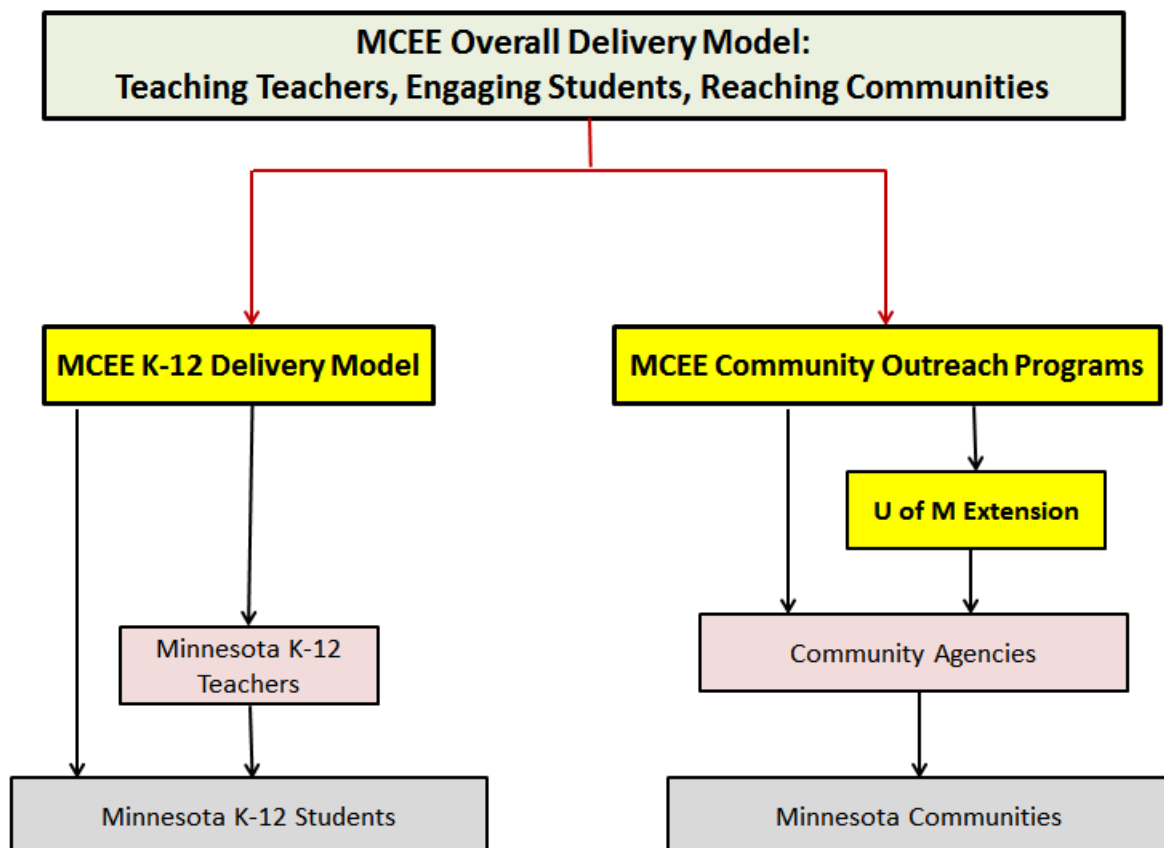 MCEE Overall Delivery Model:
Teaching Teachers, Engaging Students, Reaching Communities
MCEE K-12 Delivery Model
MCEE Community Outreach Programs
U of M Extension
Minnesota K-12
Teachers
Community Agencies
Minnesota K-12 Students
Minnesota Communities